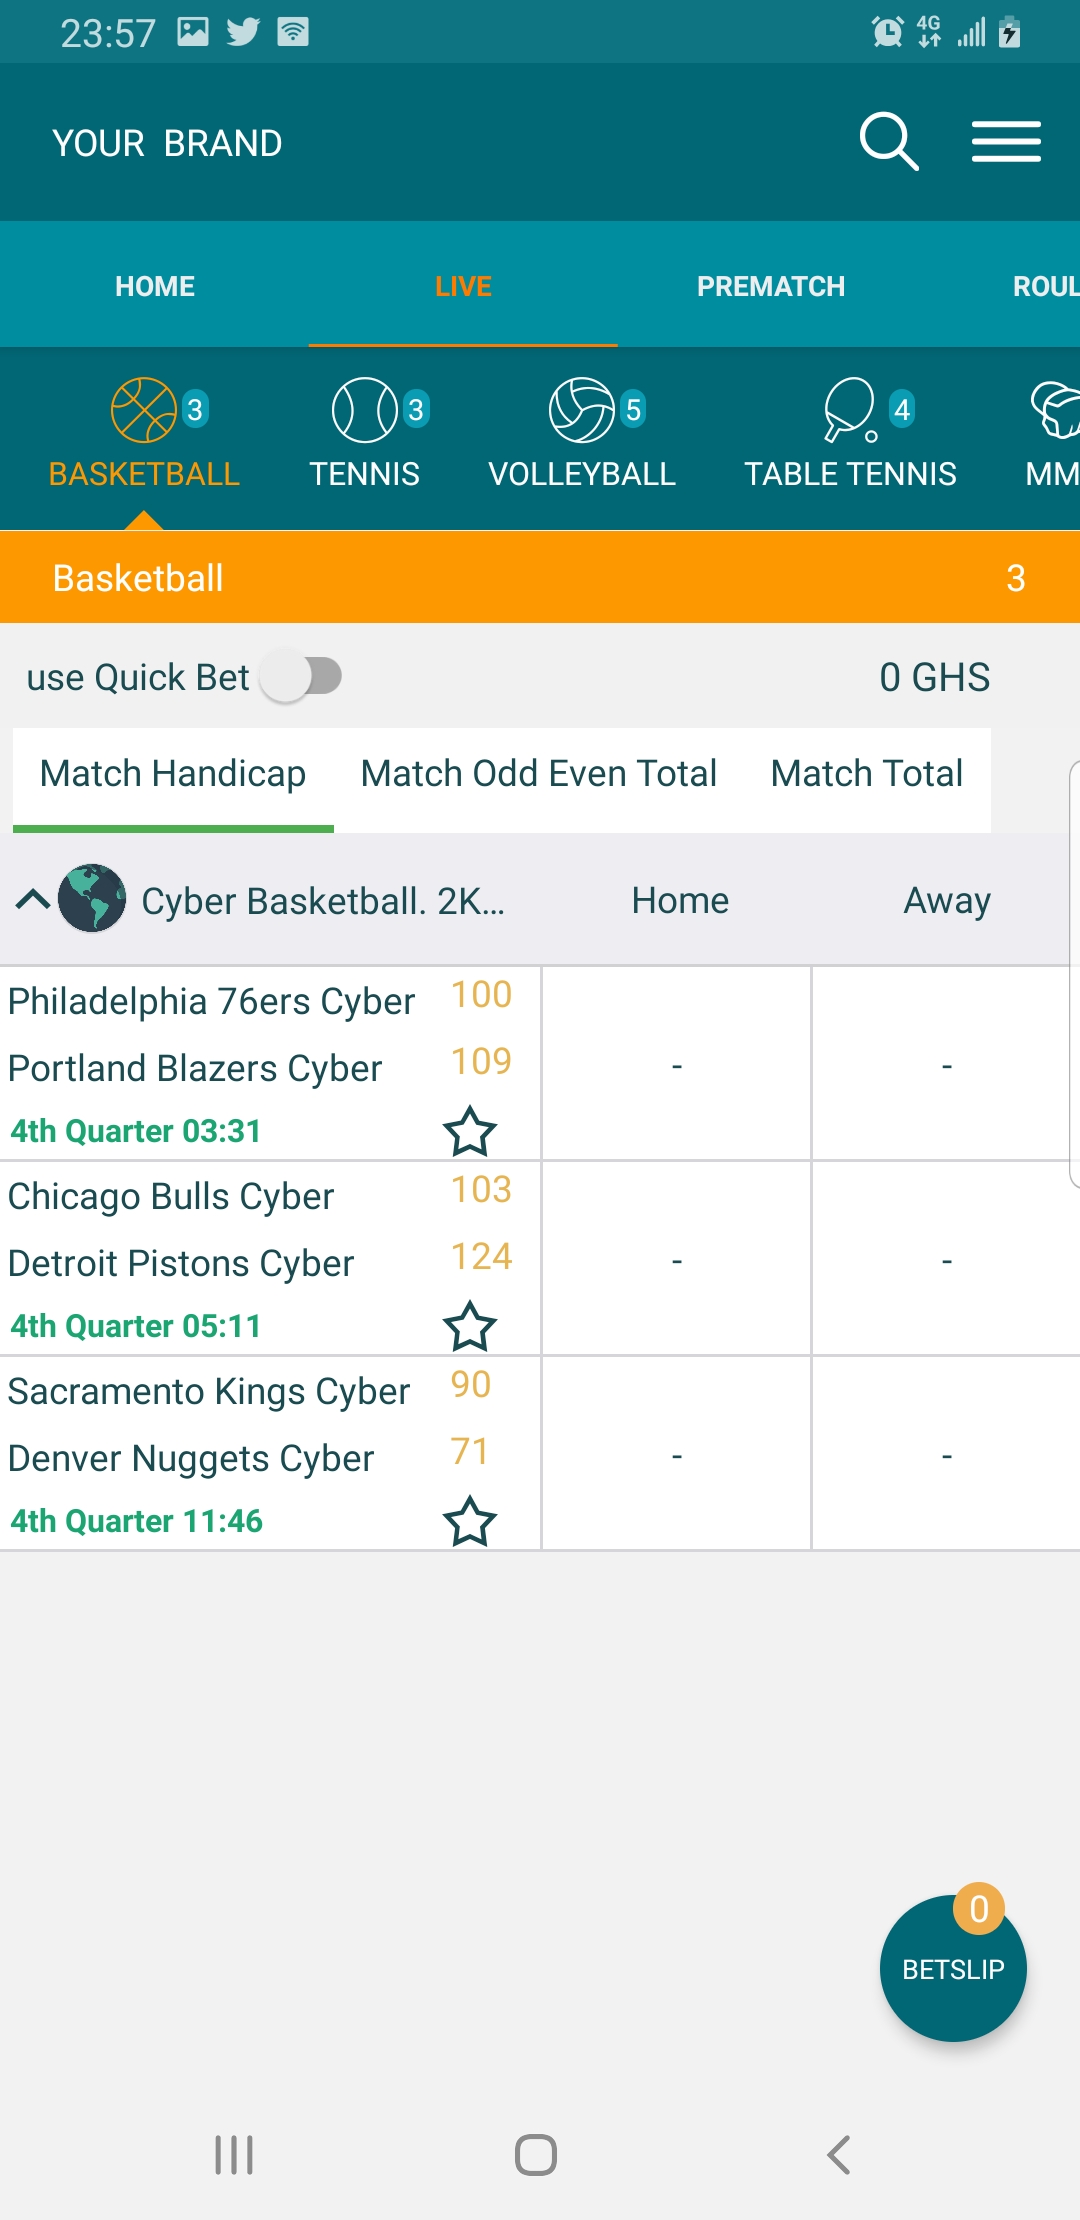 23:57 4G
YOUR BRAND
HOME LIVE PREMATCH ROUL
3 3 5 4
BASKETBALL TENNIS VOLLEYBALL TABLE TENNIS MM
Basketball 3
use Quick Bet 0 GHS
Match Handicap Match Odd Even Total Match Total
Cyber Basketball. 2K... Home Away
Philadelphia 76ers Cyber 100
Portland Blazers Cyber 109 - -
4th Quarter 03:31
Chicago Bulls Cyber 103
Detroit Pistons Cyber 124 - -
4th Quarter 05:11
Sacramento Kings Cyber 90
Denver Nuggets Cyber 71 - -
4th Quarter 11:46
0
BETSLIP